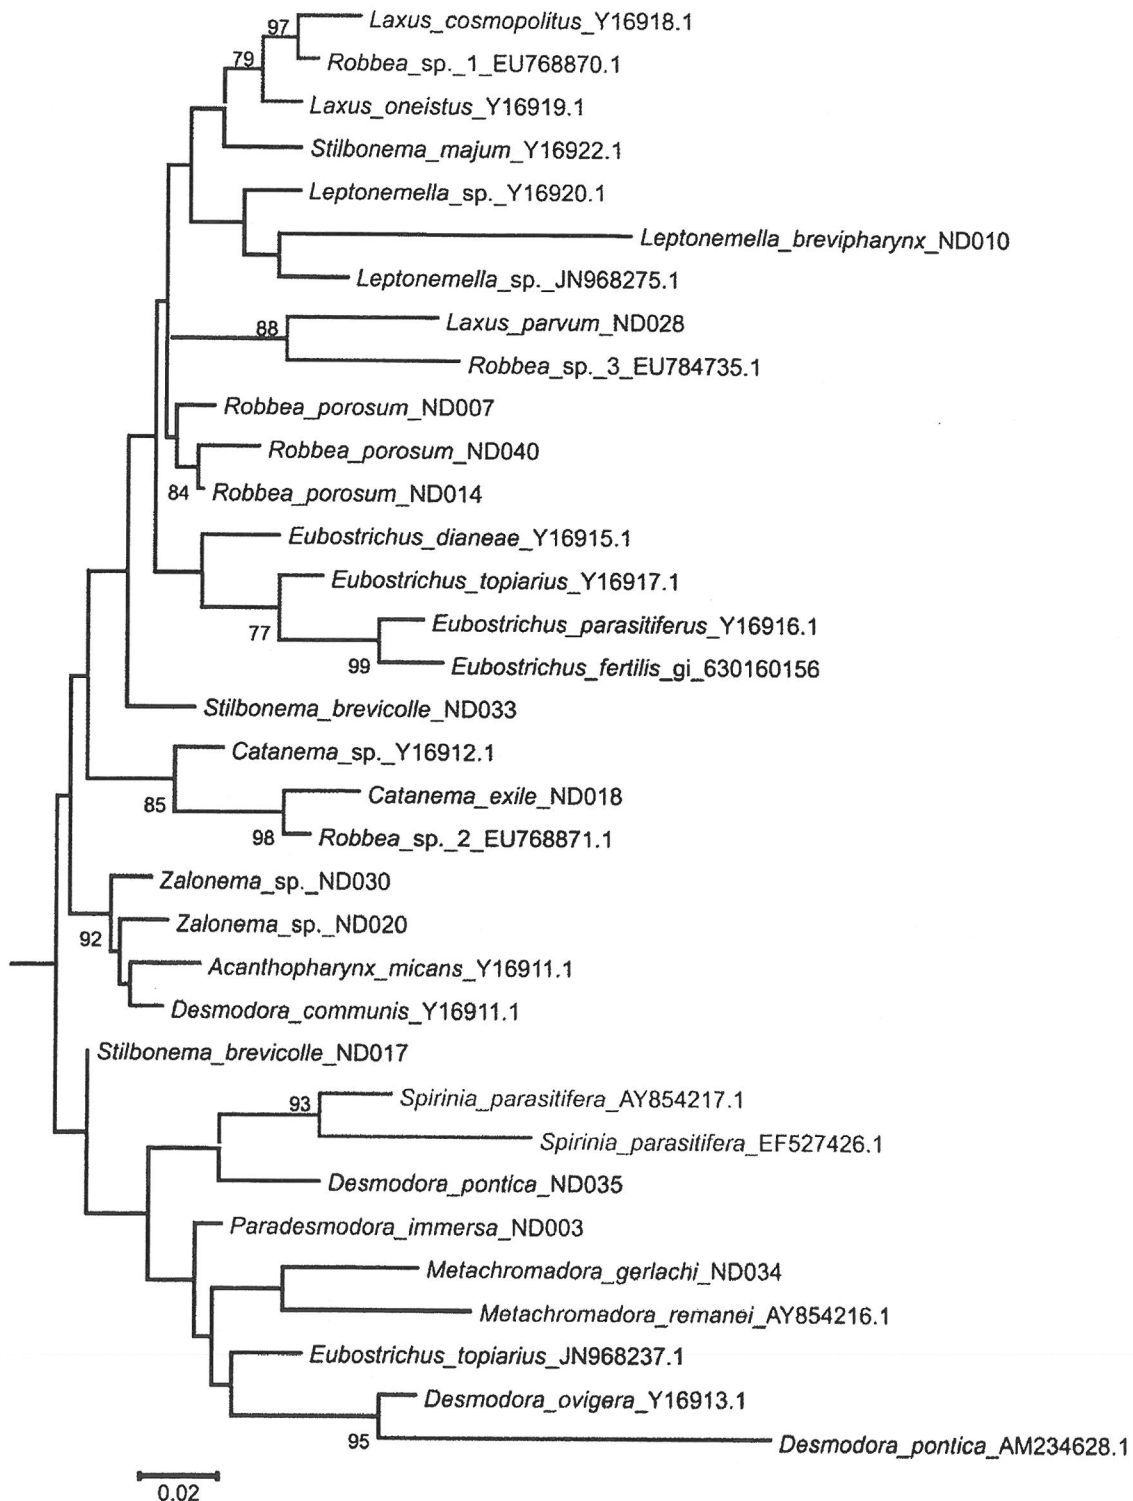 97
Laxus_cosmopolitus_Y16918.1
79
Robbea_sp._1_EU768870.1
Laxus_oneistus_Y16919.1
Stilbonema_majum_Y16922.1
Leptonemella_sp._Y16920.1
Leptonemella_brevipharynx_ND010
Leptonemella_sp._JN968275.1
88
Laxus_parvum_ND028
Robbea_sp._3_EU784735.1
Robbea_porosum_ND007
Robbea_porosum_ND040
84
Robbea_porosum_ND014
Eubostrichus_dianeae_Y16915.1
Eubostrichus_topiarius_Y16917.1
77
Eubostrichus_parasitiferus_Y16916.1
99
Eubostrichus_fertilis_gi_630160156
Stilbonema_brevicolle_ND033
Catanema_sp._Y16912.1
85
Catanema_exile_ND018
98
Robbea_sp._2_EU768871.1
Zalonema_sp._ND030
Zalonema_sp._ND020
92
Acanthopharynx_micans_Y16911.1
Desmodora_communis_Y16911.1
Stilbonema_brevicolle_ND017
93
Spirinia_parasitifera_AY854217.1
Spirinia_parasitifera_EF527426.1
Desmodora_pontica_ND035
Paradesmodora_immersa_ND003
Metachromadora_gerlachi_ND034
Metachromadora_remanei_AY854216.1
Eubostrichus_topiarius_JN968237.1
Desmodora_ovigera_Y16913.1
95
Desmodora_pontica_AM234628.1
0.02